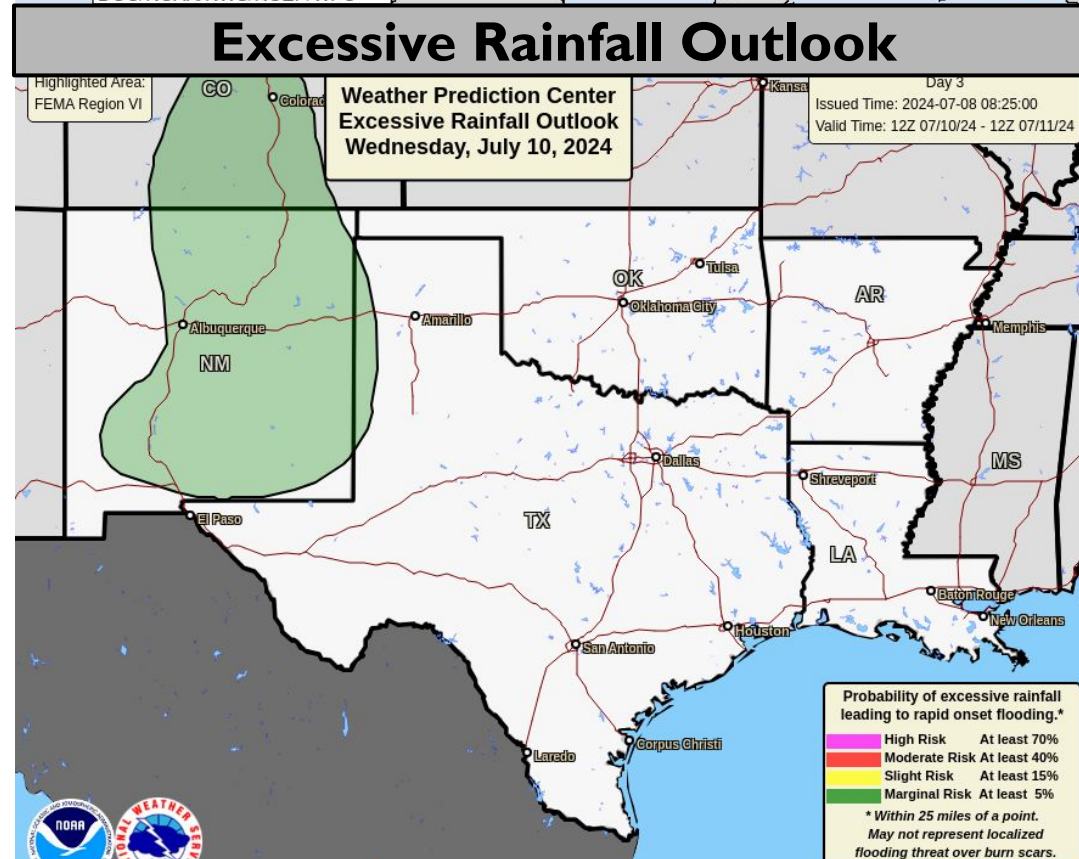 Excessive Rainfall Outlook
Highlighted Area:
FEMA Region VI
Weather Prediction Center
Excessive Rainfall Outlook
Wednesday, July 10, 2024
Day 3
Issued Time: 2024-07-08 08:25:00
Valid Time: 12Z 07/10/24 - 12Z 07/11/24
CO
Colorad
Kansa
Tulsa
OK
Oklahoma City
AR
Amarillo
Albuquerque
Memphis
NM
Dallas
MS
Shreveport
El Paso
TX
LA
Baton Rouge
New Orleans
Houston
San Antonio
Corpus Christi
Laredo
Probability of excessive rainfall
leading to rapid onset flooding.*
High Risk At least 70%
Moderate Risk At least 40%
Slight Risk At least 15%
Marginal Risk At least 5%
* Within 25 miles of a point.
May not represent localized
flooding threat over burn scars.
NOAA
WEATHER